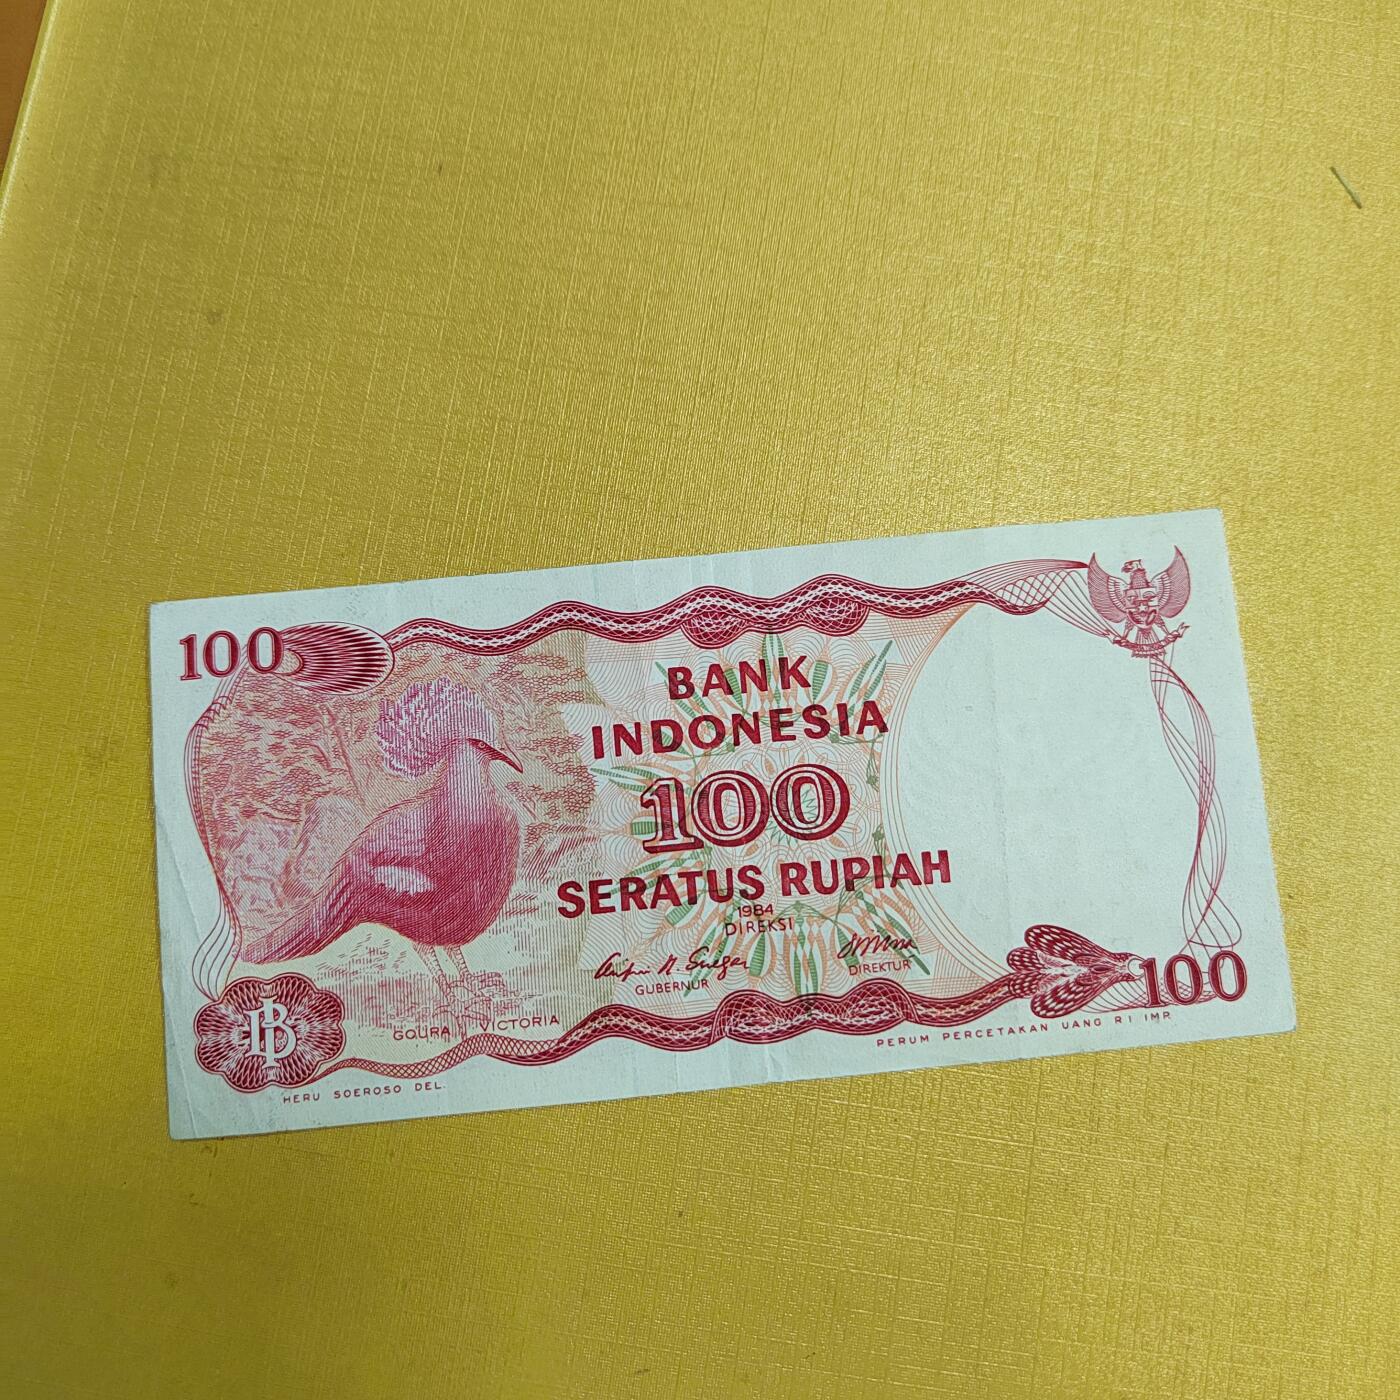 100
BANK
INDONESIA
100
SERATUS RUPIAH
1984
DIREKSI
GUBERNUR
DIREKTUR
100
GOURA VICTORIA
PERUM PERCETAKAN UANG RI IMP.
HERU SOEROSO DEL.